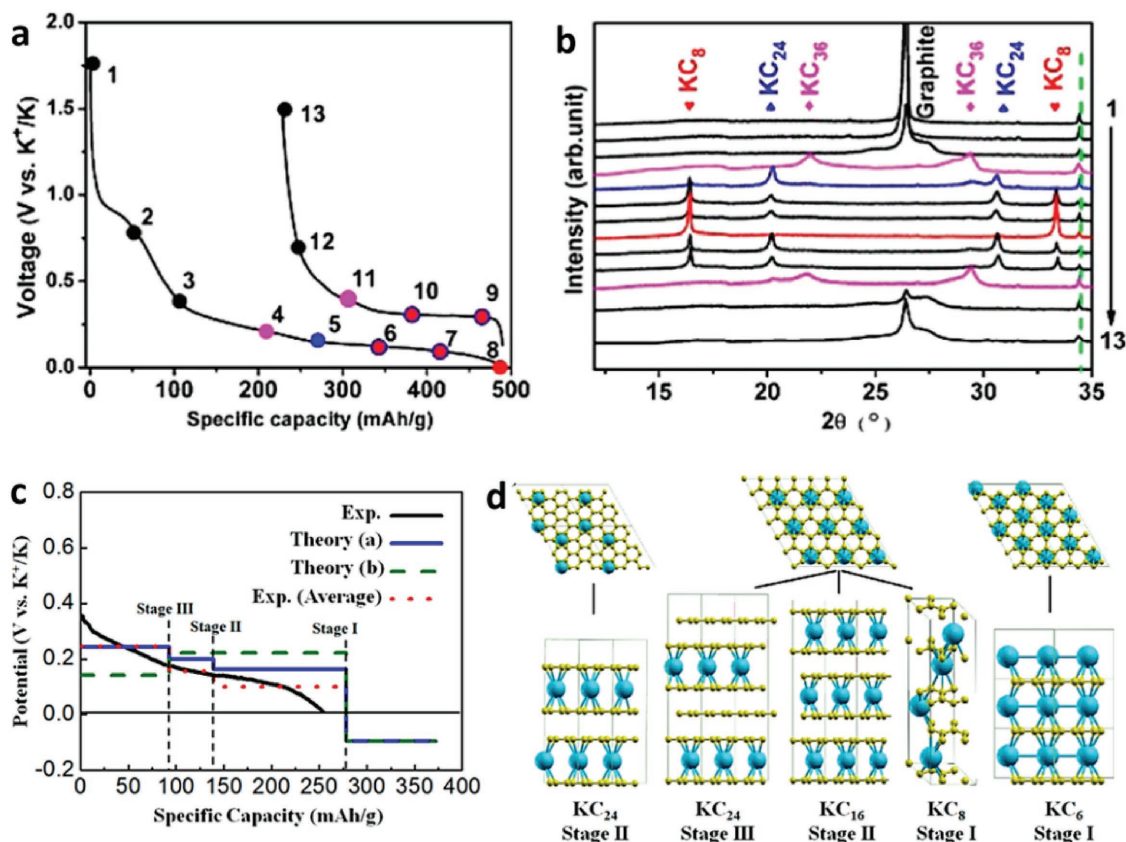 a
2.0
1.5
1.0
0.5
0.0
Voltage (V vs. K⁺/K)
1
2
3
4
5
6
7
8
9
10
11
12
13
0 100 200 300 400 500
Specific capacity (mAh/g)
b
KC₈
KC₂₄
KC₃₆
Graphite
KC₃₆
KC₂₄
KC₈
1
13
Intensity (arb.unit)
15 20 25 30 35
2θ (°)
c
0.8
0.6
0.4
0.2
0.0
-0.2
Potential (V vs. K⁺/K)
Exp.
Theory (a)
Theory (b)
Exp. (Average)
Stage III
Stage II
Stage I
0 50 100 150 200 250 300 350 400
Specific Capacity (mAh/g)
d
KC₂₄
Stage II
KC₂₄
Stage III
KC₁₆
Stage II
KC₈
Stage I
KC₆
Stage I